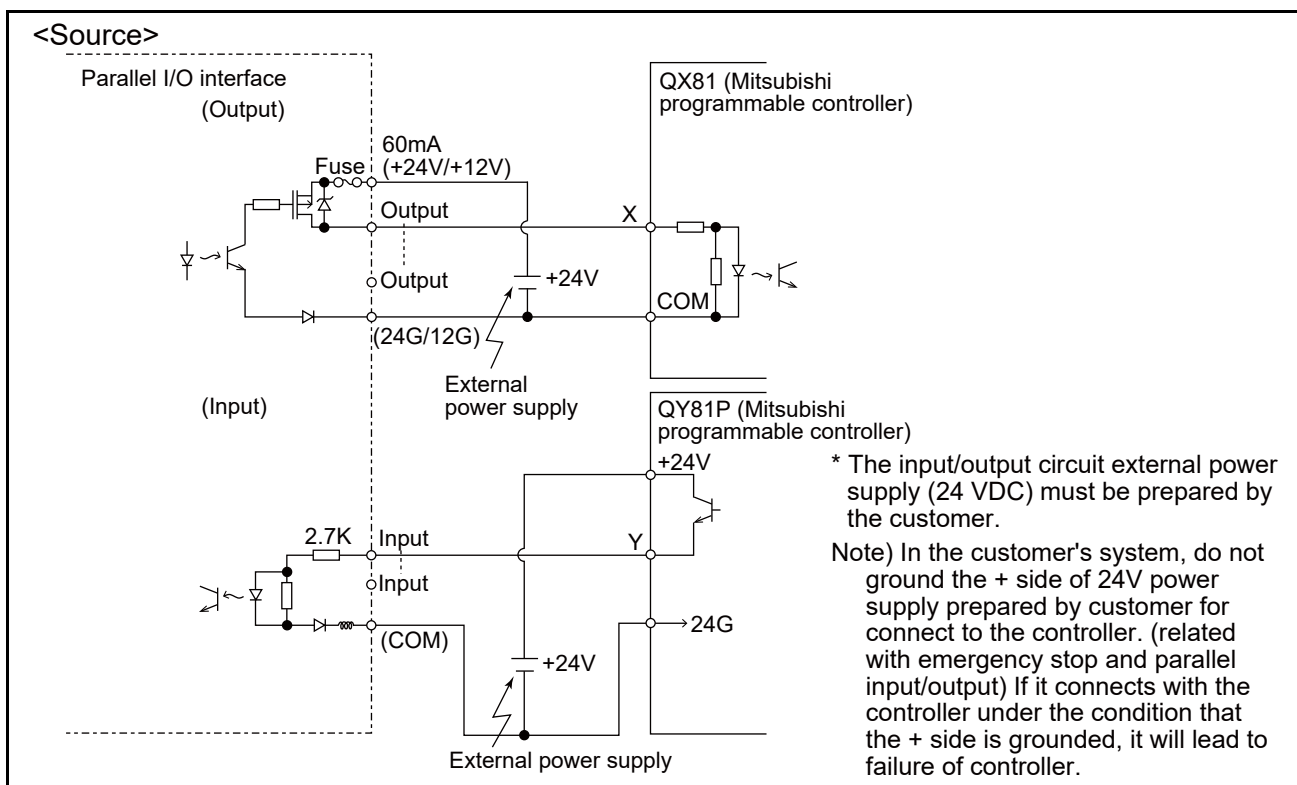 <Source>
Parallel I/O interface
(Output)
QX81 (Mitsubishi
programmable controller)
60mA
(+24V/+12V)
Fuse
Output
X
Output
+24V
COM
(24G/12G)
External
power supply
(Input)
QY81P (Mitsubishi
programmable controller)
+24V
2.7K
Input
Y
Input
24G
(COM)
+24V
External power supply
* The input/output circuit external power
supply (24 VDC) must be prepared by
the customer.
Note) In the customer's system, do not
ground the + side of 24V power
supply prepared by customer for
connect to the controller. (related
with emergency stop and parallel
input/output) If it connects with the
controller under the condition that
the + side is grounded, it will lead to
failure of controller.